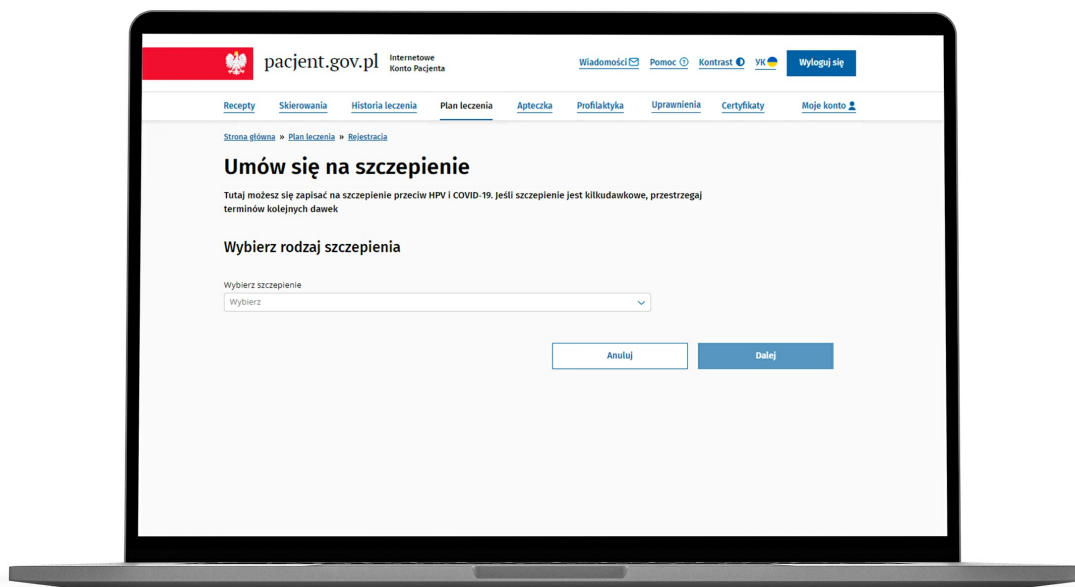 pacjent.gov.pl
Internetowe
Konto Pacjenta
Wiadomości
Pomoc
Kontrast
УК
Wyloguj się
Recepty
Skierowania
Historia leczenia
Plan leczenia
Apteczka
Profilaktyka
Uprawnienia
Certyfikaty
Moje konto
Strona główna » Plan leczenia » Rejestracja
Umów się na szczepienie
Tutaj możesz się zapisać na szczepienie przeciw HPV i COVID-19. Jeśli szczepienie jest kilkudawkowe, przestrzegaj
terminów kolejnych dawek
Wybierz rodzaj szczepienia
Wybierz szczepienie
Wybierz
Anuluj
Dalej